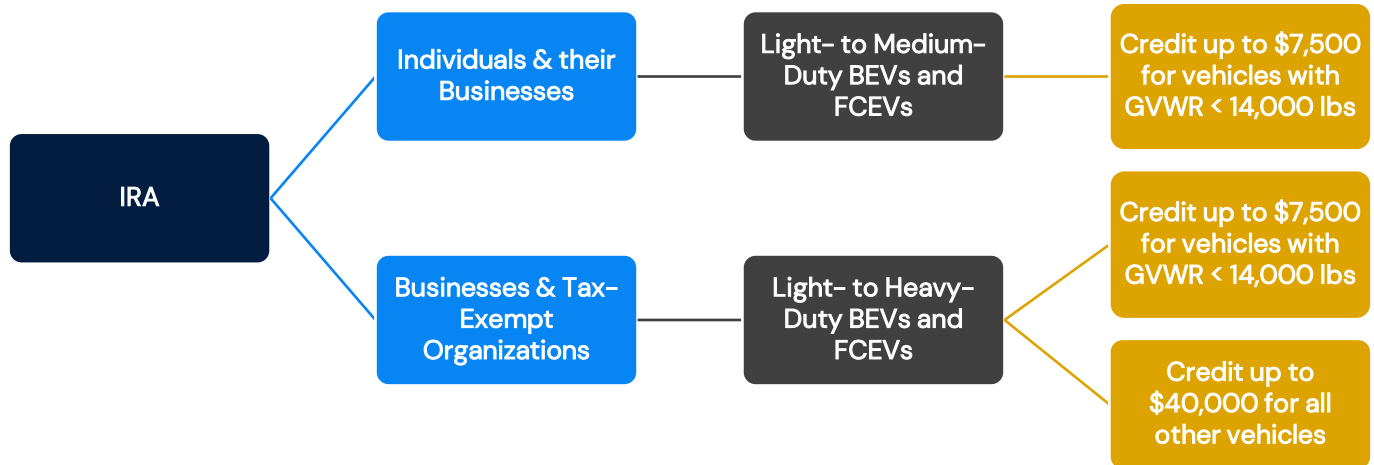 IRA
Individuals & their
Businesses
Light- to Medium-
Duty BEVs and
FCEVs
Credit up to $7,500
for vehicles with
GVWR < 14,000 lbs
Businesses & Tax-
Exempt
Organizations
Light- to Heavy-
Duty BEVs and
FCEVs
Credit up to $7,500
for vehicles with
GVWR < 14,000 lbs
Credit up to
$40,000 for all
other vehicles